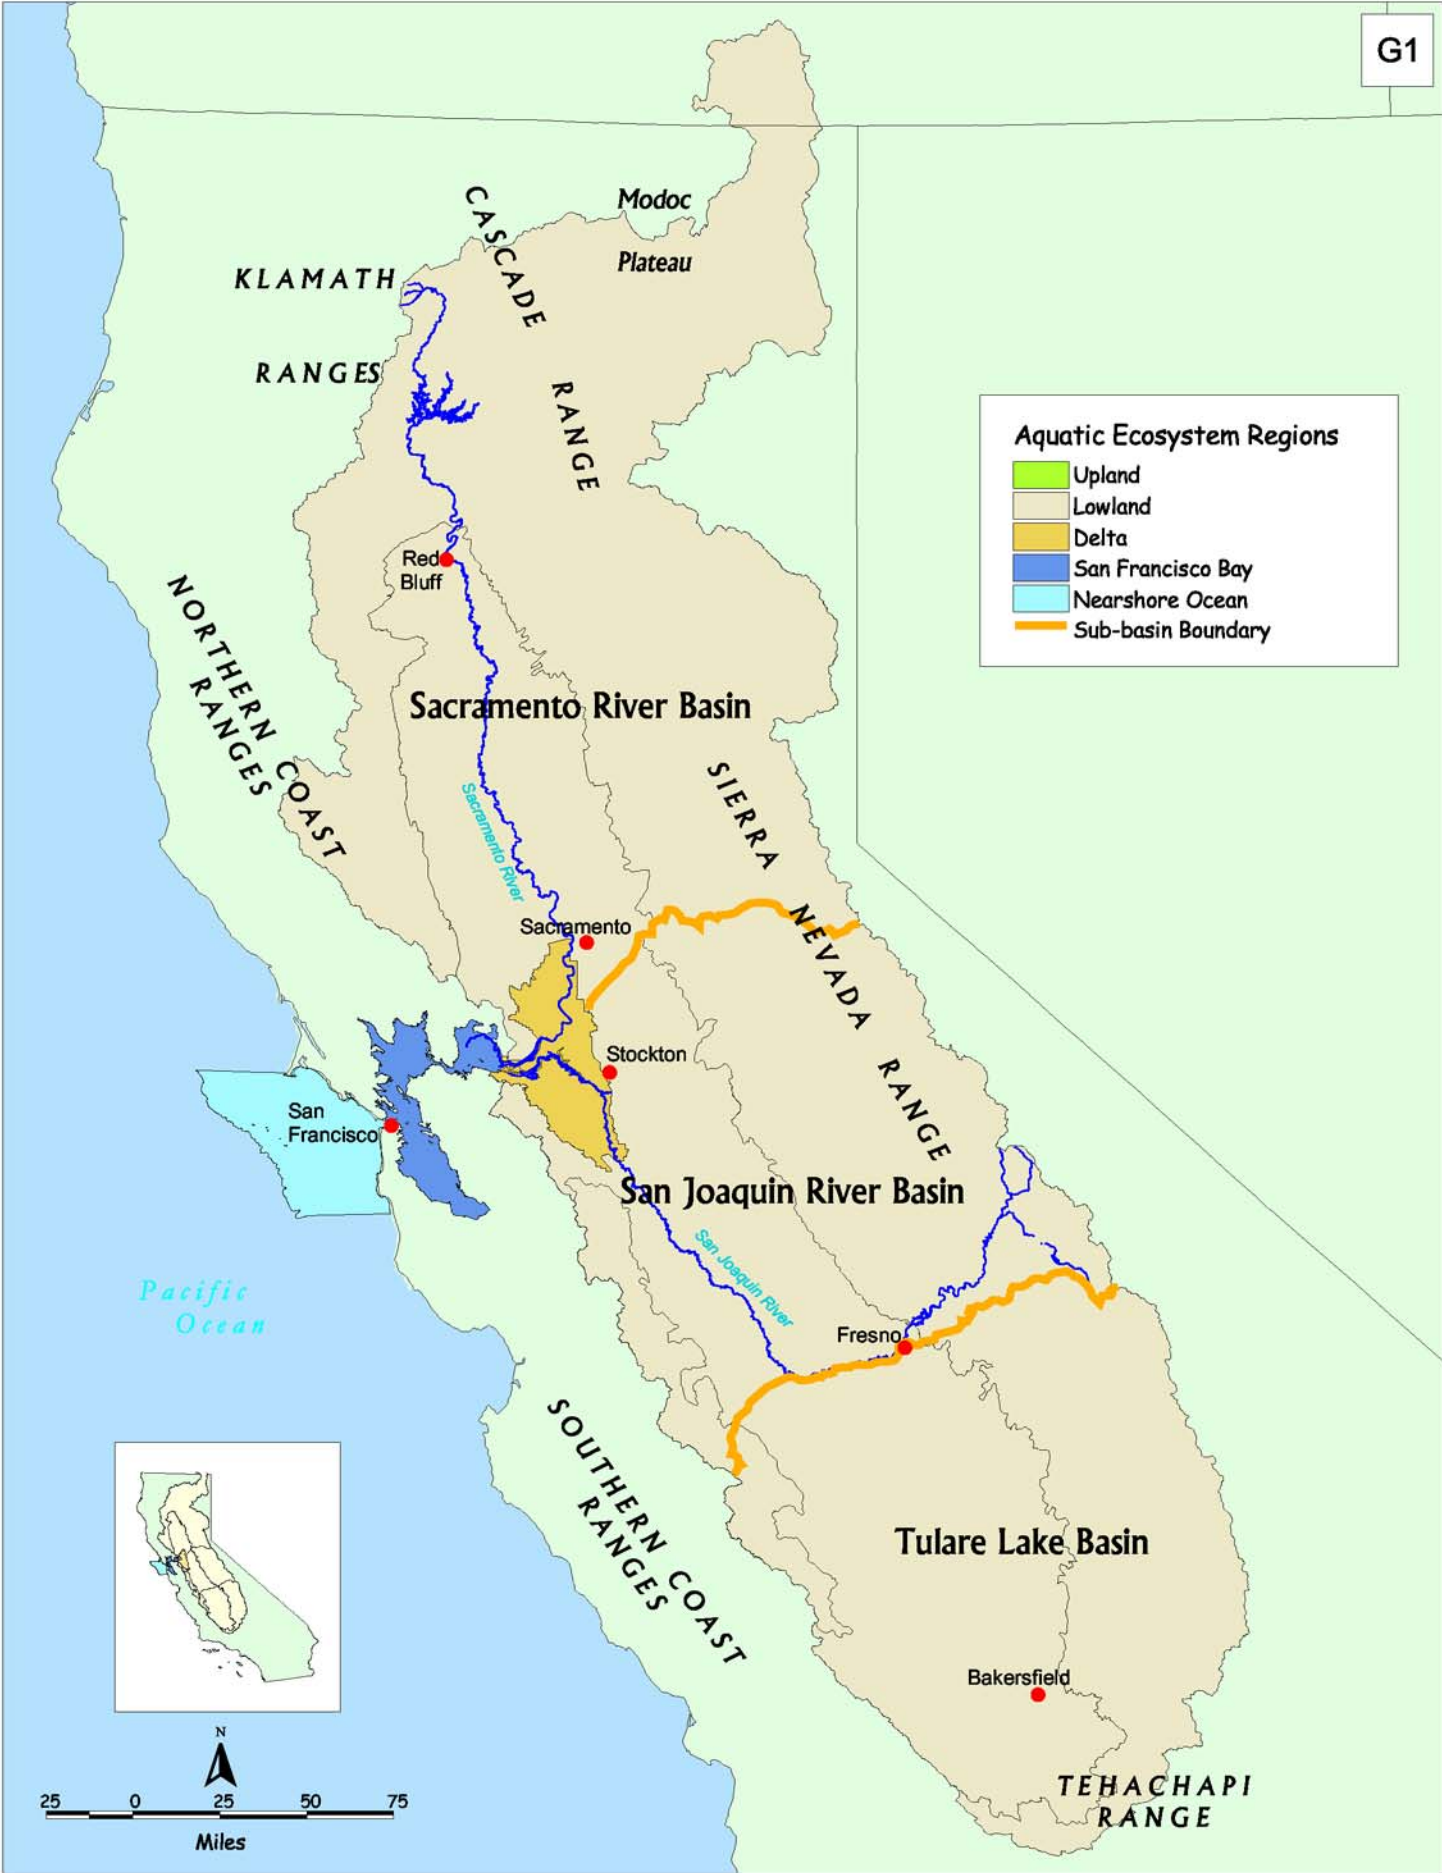 G1
CASCADE
RANGE
Modoc
Plateau
KLAMATH
RANGES
Aquatic Ecosystem Regions
Upland
Lowland
Delta
San Francisco Bay
Nearshore Ocean
Sub-basin Boundary
Red
Bluff
NORTHERN COAST
RANGES
Sacramento River Basin
SIERRA NEVADA RANGE
Sacramento River
Sacramento
Stockton
San
Francisco
San Joaquin River Basin
San Joaquin River
Pacific
Ocean
Fresno
SOUTHERN COAST
RANGES
Tulare Lake Basin
Bakersfield
TEHACHAPI
RANGE
N
25 0 25 50 75
Miles